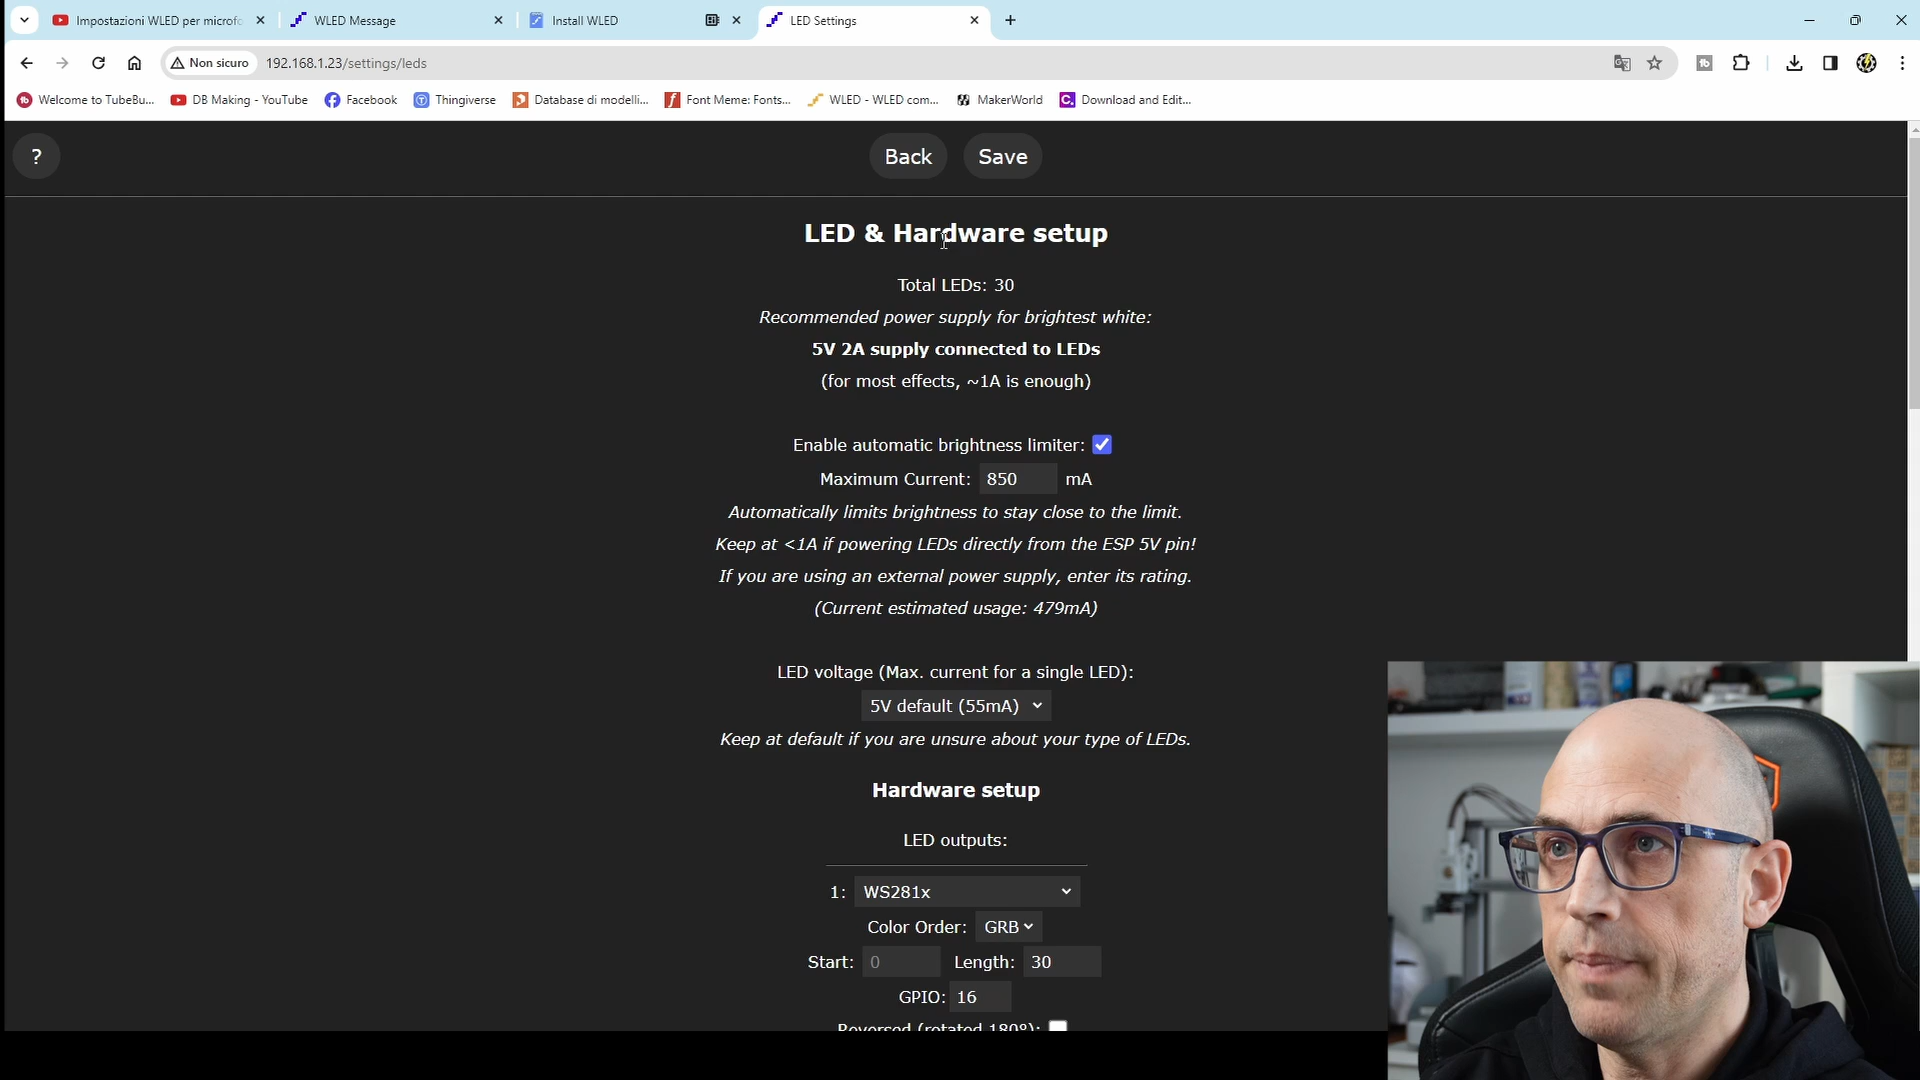 Impostazioni WLED per microfo
WLED Message
Install WLED
LED Settings
Non sicuro
192.168.1.23/settings/leds
Welcome to TubeBu...
DB Making - YouTube
Facebook
Thingiverse
Database di modelli...
Font Meme: Fonts...
WLED - WLED com...
MakerWorld
Download and Edit...
?
Back
Save
LED & Hardware setup
Total LEDs: 30
Recommended power supply for brightest white:
5V 2A supply connected to LEDs
(for most effects, ~1A is enough)
Enable automatic brightness limiter:
Maximum Current: 850 mA
Automatically limits brightness to stay close to the limit.
Keep at <1A if powering LEDs directly from the ESP 5V pin!
If you are using an external power supply, enter its rating.
(Current estimated usage: 479mA)
LED voltage (Max. current for a single LED):
5V default (55mA)
Keep at default if you are unsure about your type of LEDs.
Hardware setup
LED outputs:
1: WS281x
Color Order: GRB
Start: 0 Length: 30
GPIO: 16
Reversed (rotated 180°):